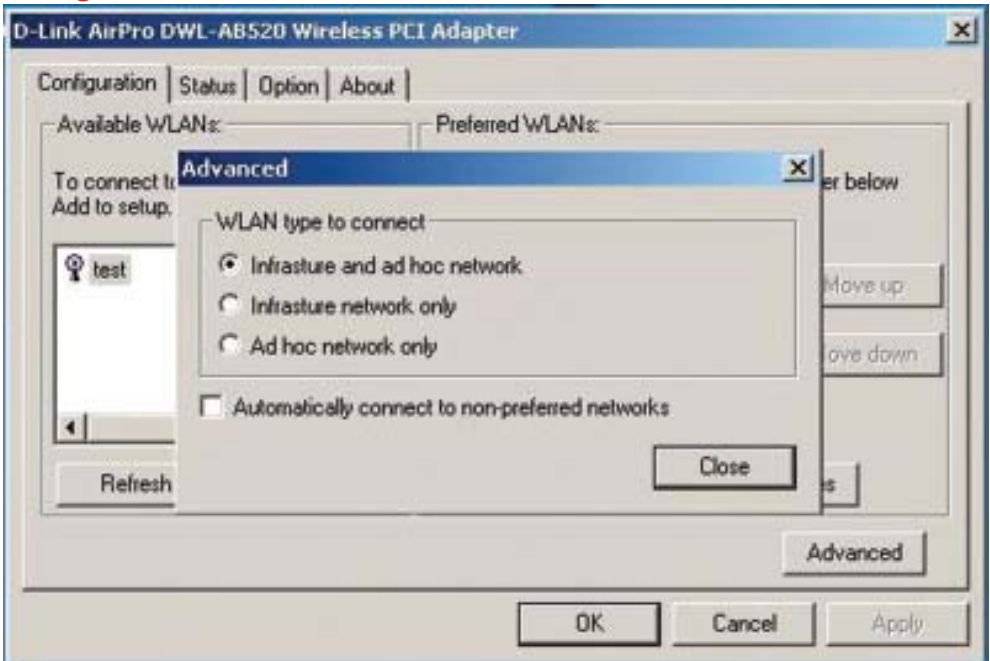 D-Link AirPro DWL-AB520 Wireless PCI Adapter
Configuration Status Option About
Available WLANs: Preferred WLANs:
To connect to er below
Add to setup.
Advanced
WLAN type to connect
Infrasture and ad hoc network
Infrasture network only
Ad hoc network only
Automatically connect to non-preferred networks
Close
test
Move up
ove down
Refresh s
Advanced
OK Cancel Apply